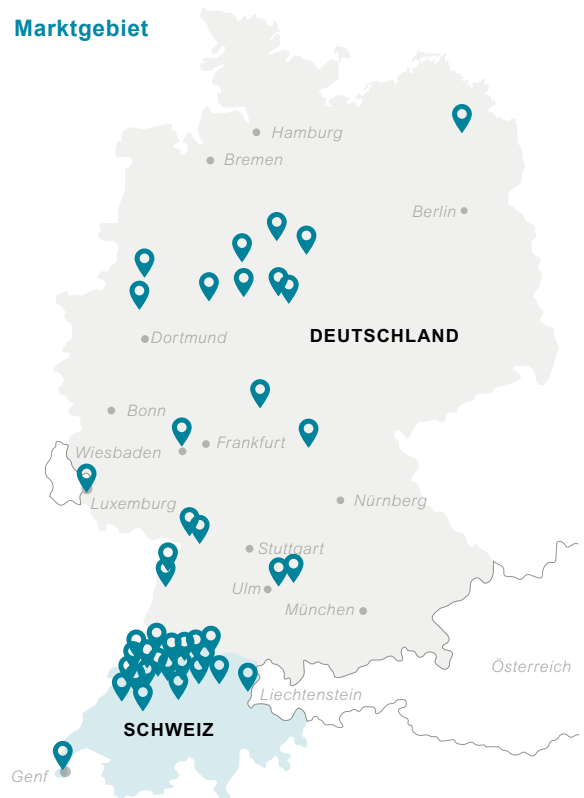 Marktgebiet
Hamburg
Bremen
Berlin
Dortmund
DEUTSCHLAND
Bonn
Frankfurt
Wiesbaden
Luxemburg
Nürnberg
Stuttgart
Ulm
München
Österreich
Liechtenstein
SCHWEIZ
Genf